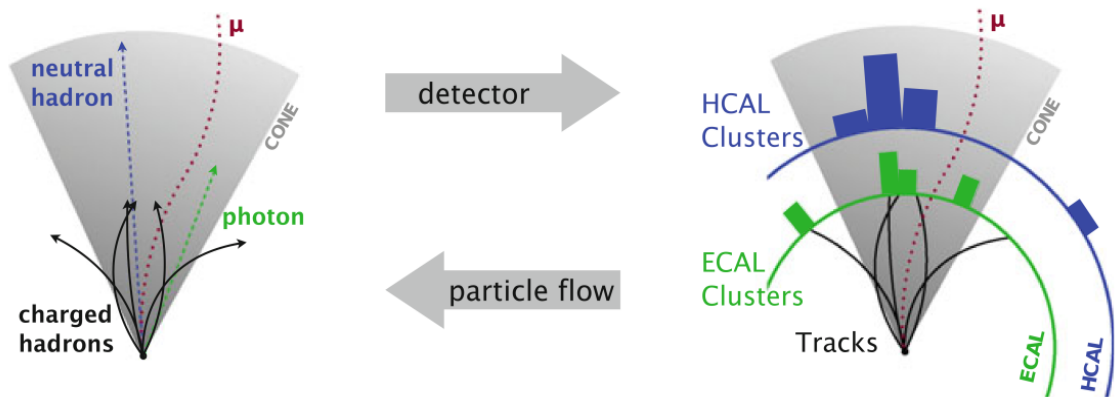 μ
neutral
hadron
CONE
photon
charged
hadrons
detector
particle flow
μ
HCAL
Clusters
CONE
ECAL
Clusters
Tracks
ECAL
HCAL